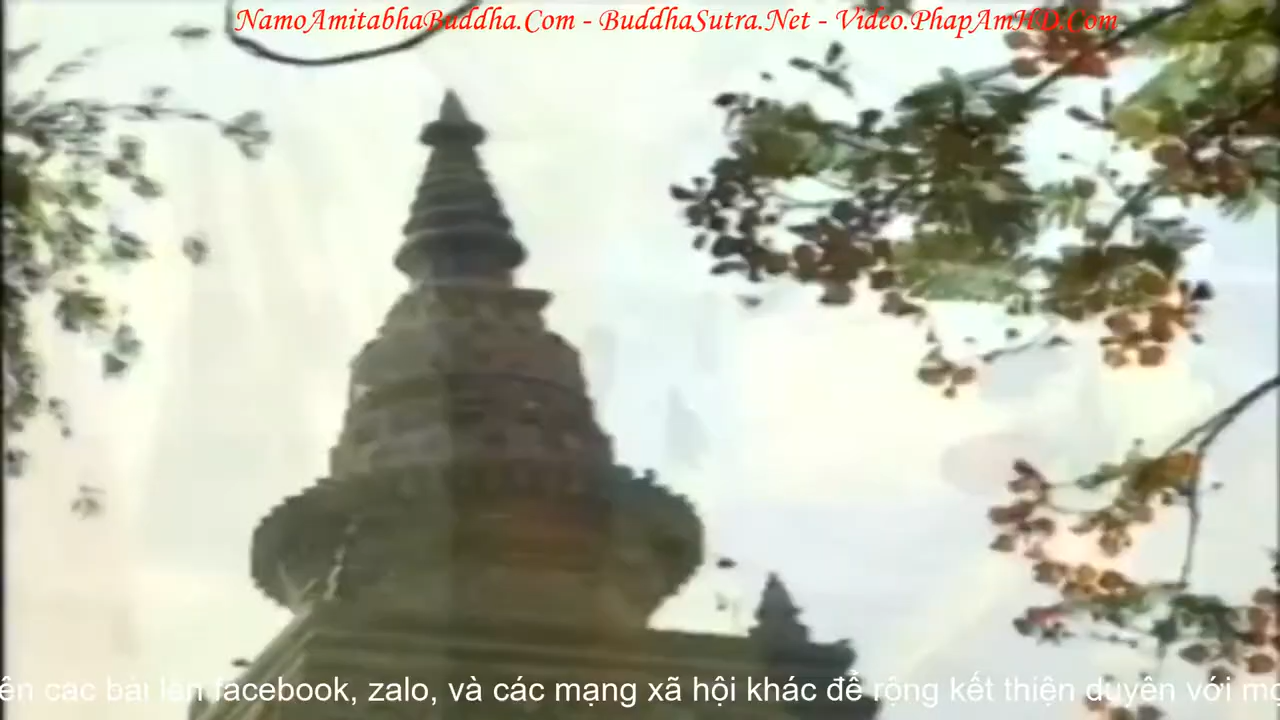 NamoAmitabhaBuddha.Com - BuddhaSutra.Net - Video.PhapAmHD.Com
các bài lên facebook, zalo, và các mạng xã hội khác để rộng kết thiện duyên với